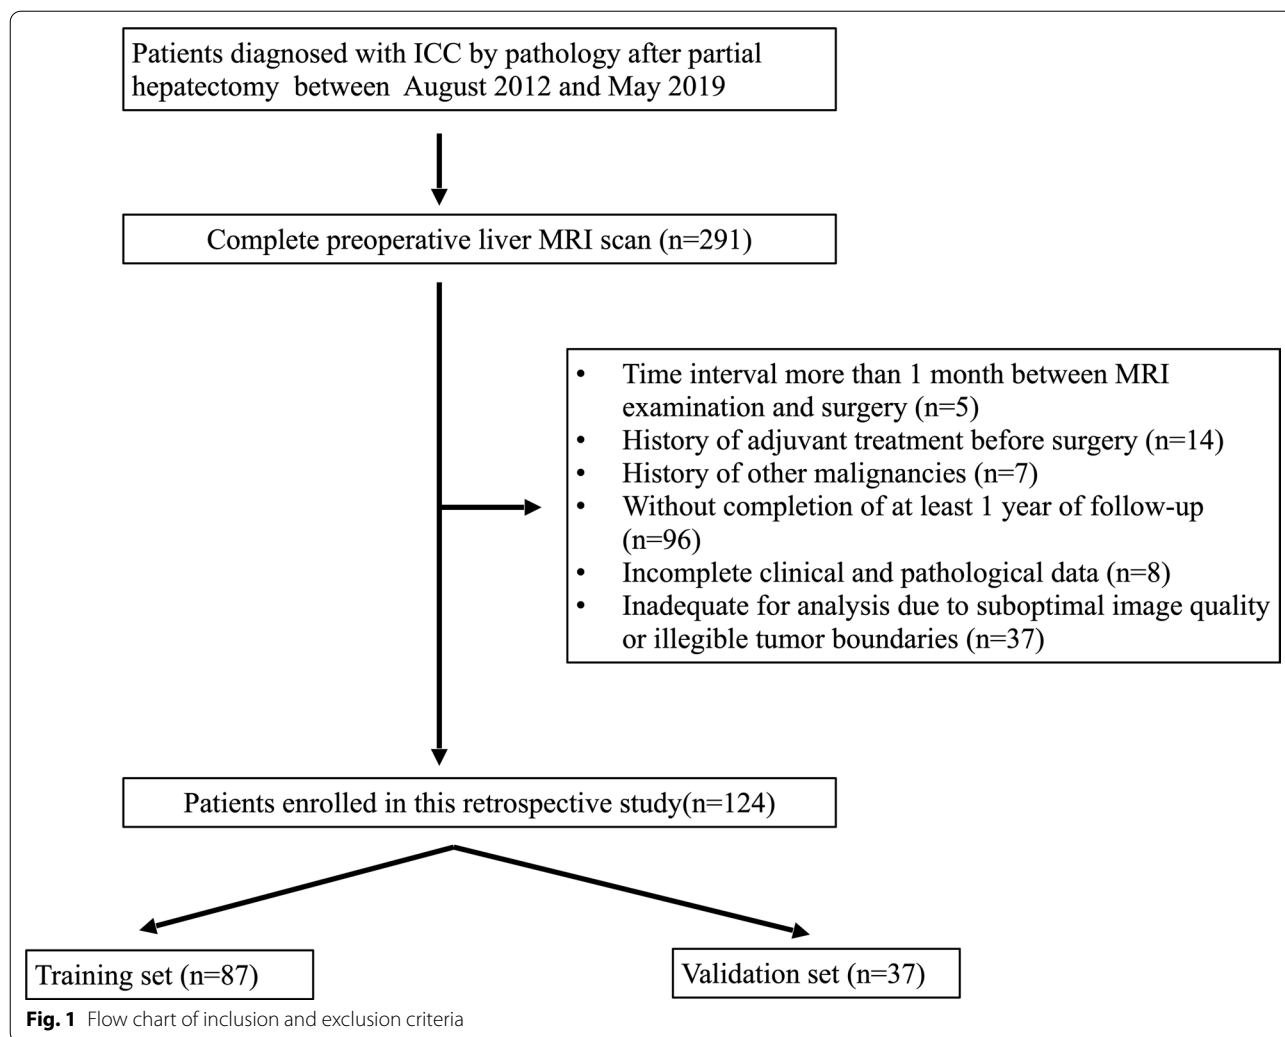 Patients diagnosed with ICC by pathology after partial
hepatectomy between August 2012 and May 2019
Complete preoperative liver MRI scan (n=291)
• Time interval more than 1 month between MRI
examination and surgery (n=5)
• History of adjuvant treatment before surgery (n=14)
• History of other malignancies (n=7)
• Without completion of at least 1 year of follow-up
(n=96)
• Incomplete clinical and pathological data (n=8)
• Inadequate for analysis due to suboptimal image quality
or illegible tumor boundaries (n=37)
Patients enrolled in this retrospective study(n=124)
Training set (n=87)
Validation set (n=37)
Fig. 1 Flow chart of inclusion and exclusion criteria